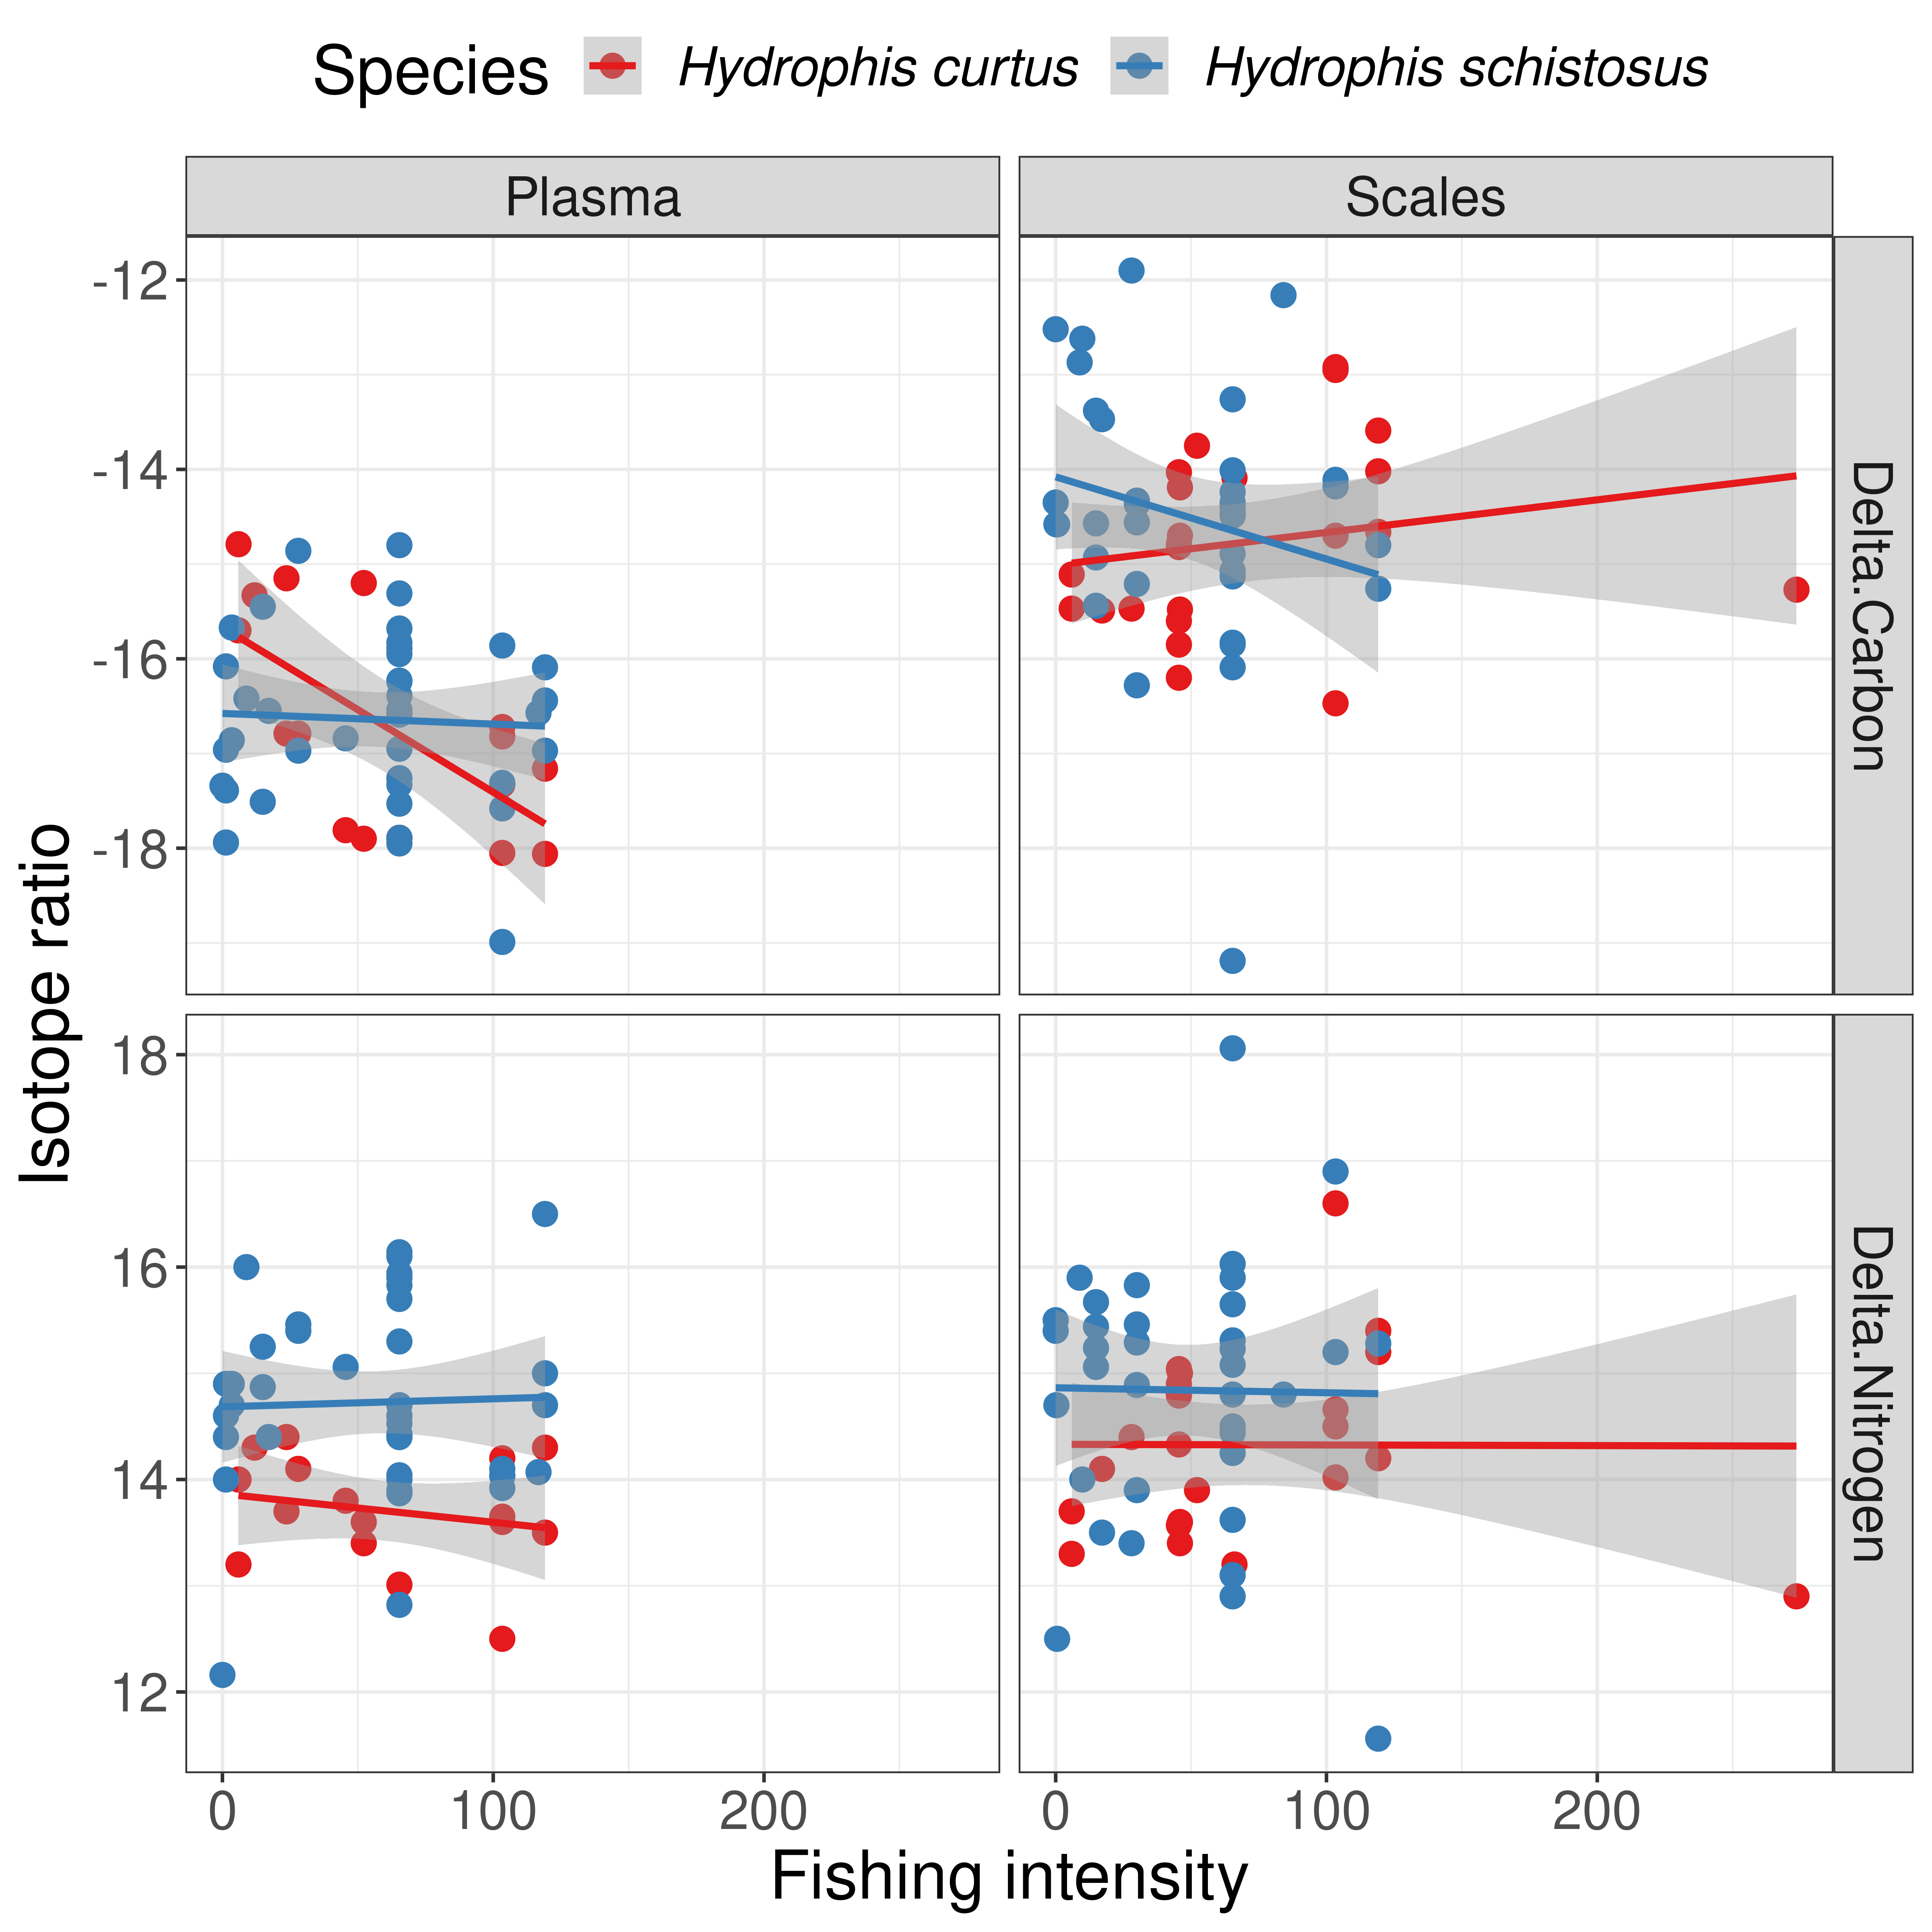 Species Hydrophis curtus Hydrophis schistosus
Plasma Scales
-12
-14
-16
-18
Delta.Carbon
Isotope ratio
18
16
14
12
Delta.Nitrogen
0 100 200 0 100 200
Fishing intensity